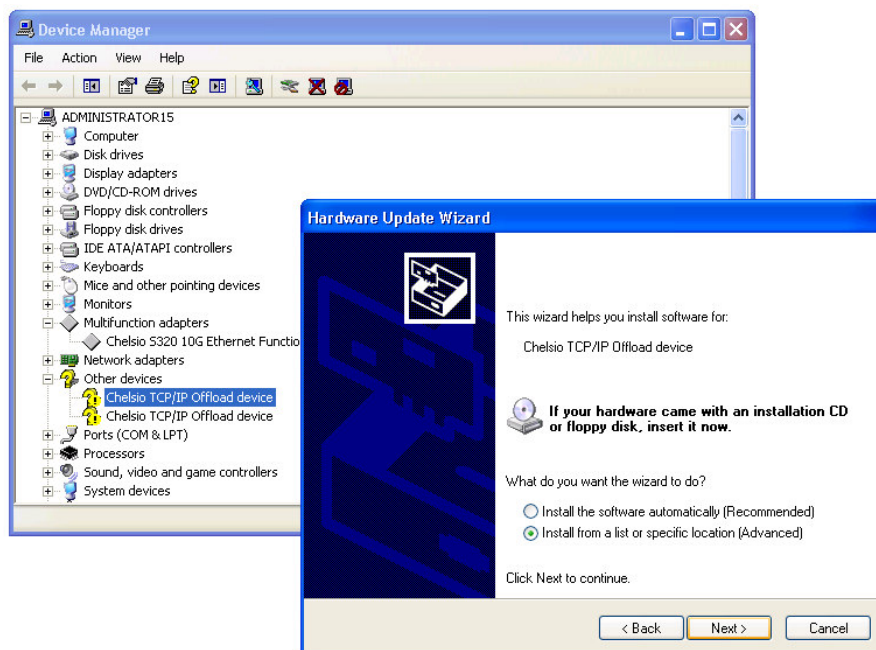 Device Manager
File Action View Help
ADMINISTRATOR15
Computer
Disk drives
Display adapters
DVD/CD-ROM drives
Floppy disk controllers
Floppy disk drives
IDE ATA/ATAPI controllers
Keyboards
Mice and other pointing devices
Monitors
Multifunction adapters
Chelsio S320 10G Ethernet Functio
Network adapters
Other devices
Chelsio TCP/IP Offload device
Chelsio TCP/IP Offload device
Ports (COM & LPT)
Processors
Sound, video and game controllers
System devices
Hardware Update Wizard
This wizard helps you install software for:
Chelsio TCP/IP Offload device
If your hardware came with an installation CD
or floppy disk, insert it now.
What do you want the wizard to do?
Install the software automatically (Recommended)
Install from a list or specific location (Advanced)
Click Next to continue.
< Back Next > Cancel